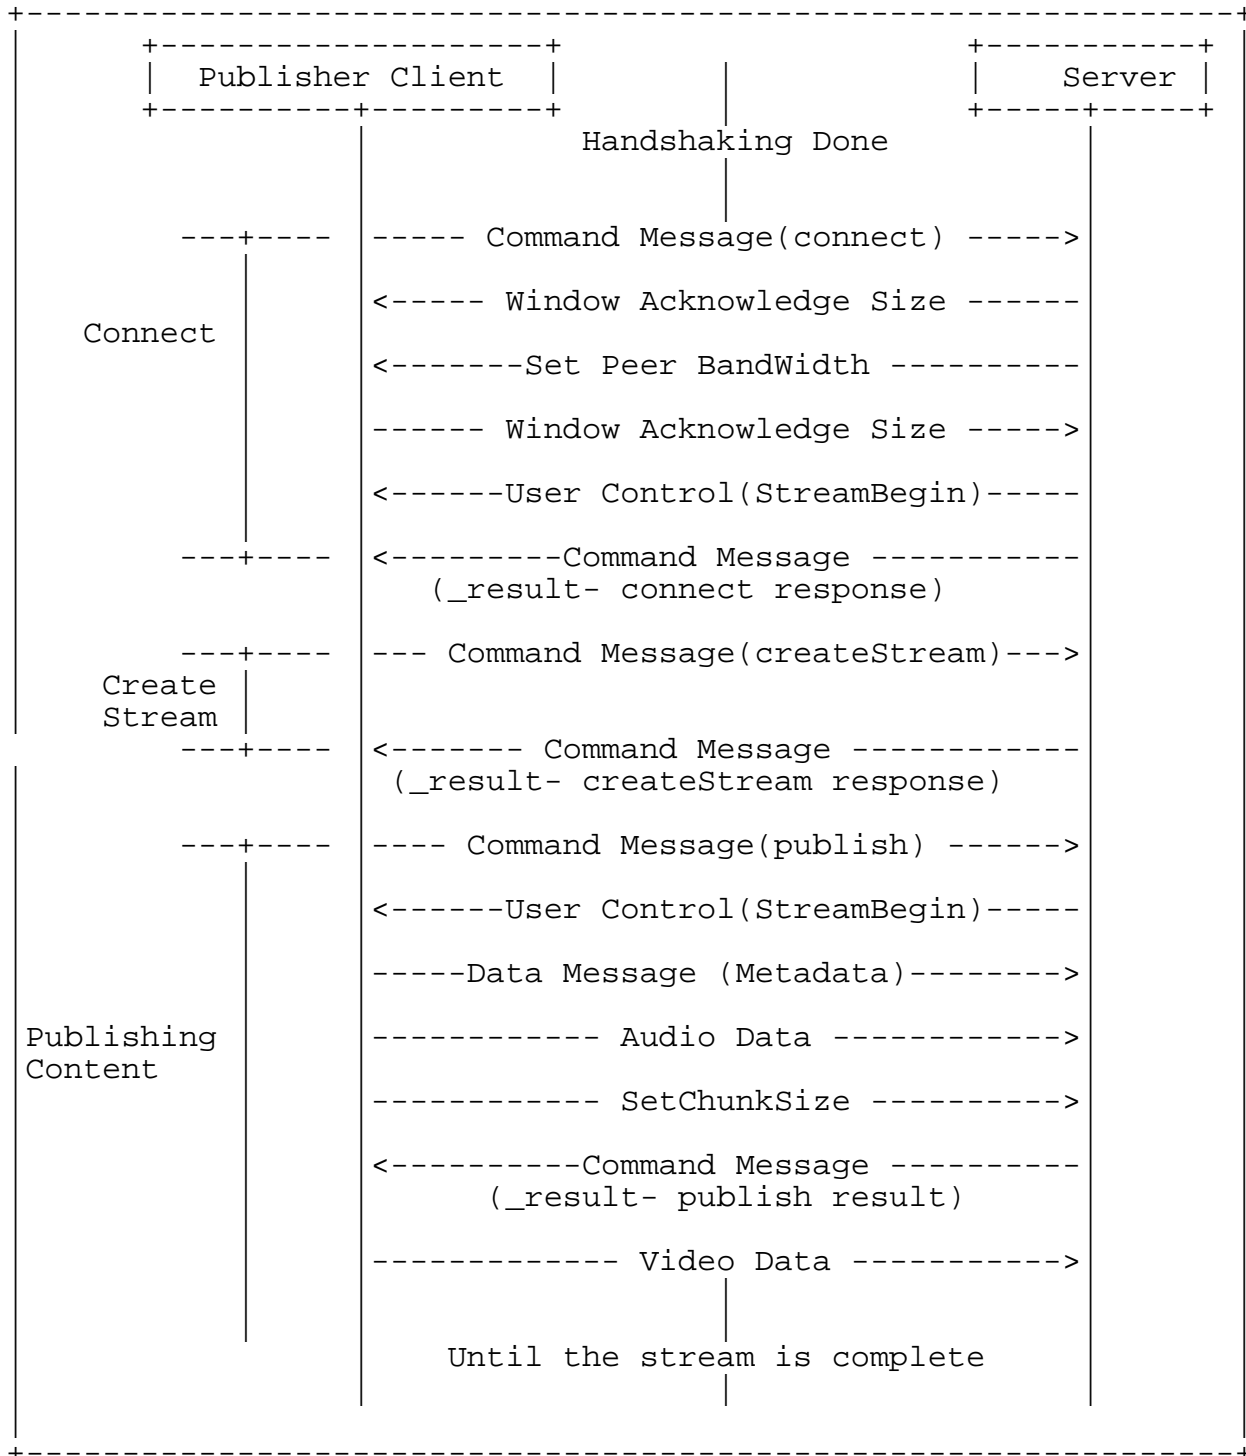 Publisher Client Server
Handshaking Done
----- Command Message(connect) ----->
<----- Window Acknowledge Size ------
Connect
<-------Set Peer BandWidth ----------
------ Window Acknowledge Size ----->
<------User Control(StreamBegin)-----
<---------Command Message -----------
(_result- connect response)
--- Command Message(createStream)--->
Create
Stream
<------- Command Message ------------
(_result- createStream response)
---- Command Message(publish) ------>
<------User Control(StreamBegin)-----
-----Data Message (Metadata)-------->
Publishing ------------ Audio Data ------------>
Content
------------ SetChunkSize ---------->
<----------Command Message ----------
(_result- publish result)
------------- Video Data ----------->
Until the stream is complete